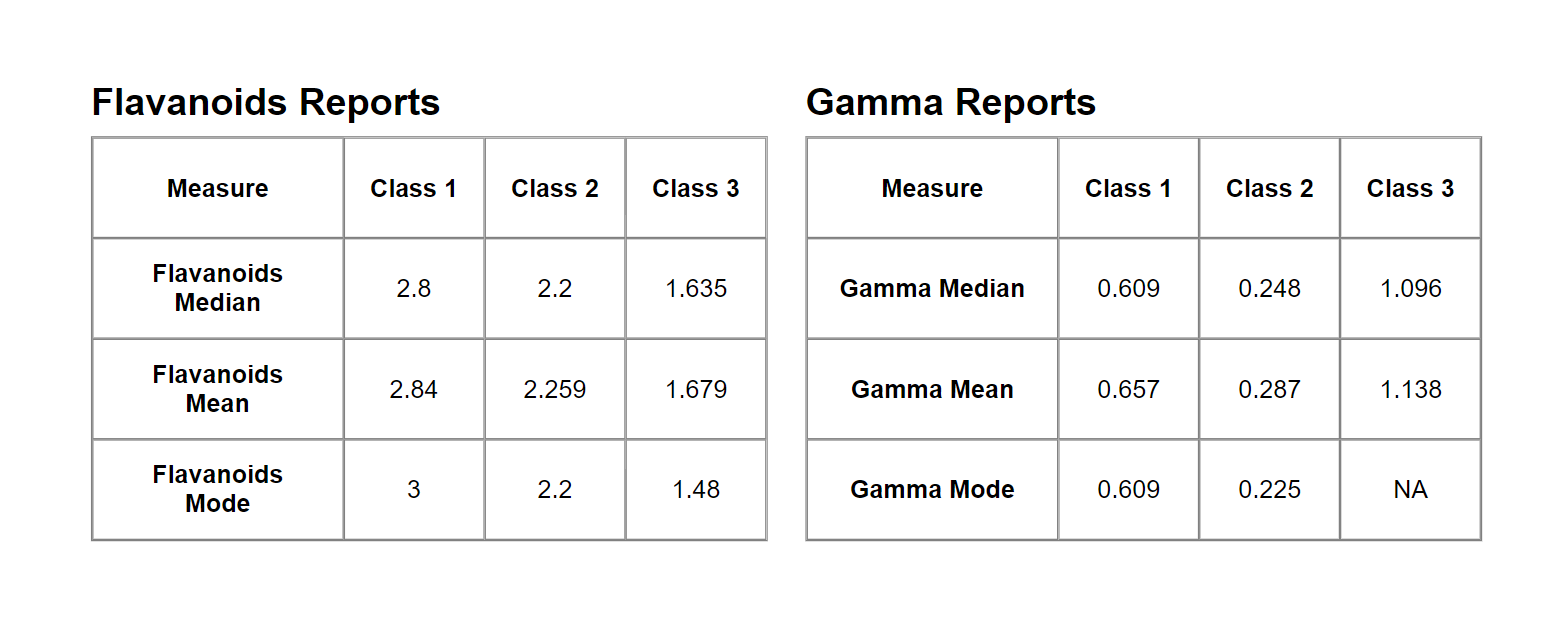 Flavanoids Reports
Measure Class 1 Class 2 Class 3
Flavanoids
Median 2.8 2.2 1.635
Flavanoids
Mean 2.84 2.259 1.679
Flavanoids
Mode 3 2.2 1.48
Gamma Reports
Measure Class 1 Class 2 Class 3
Gamma Median 0.609 0.248 1.096
Gamma Mean 0.657 0.287 1.138
Gamma Mode 0.609 0.225 NA